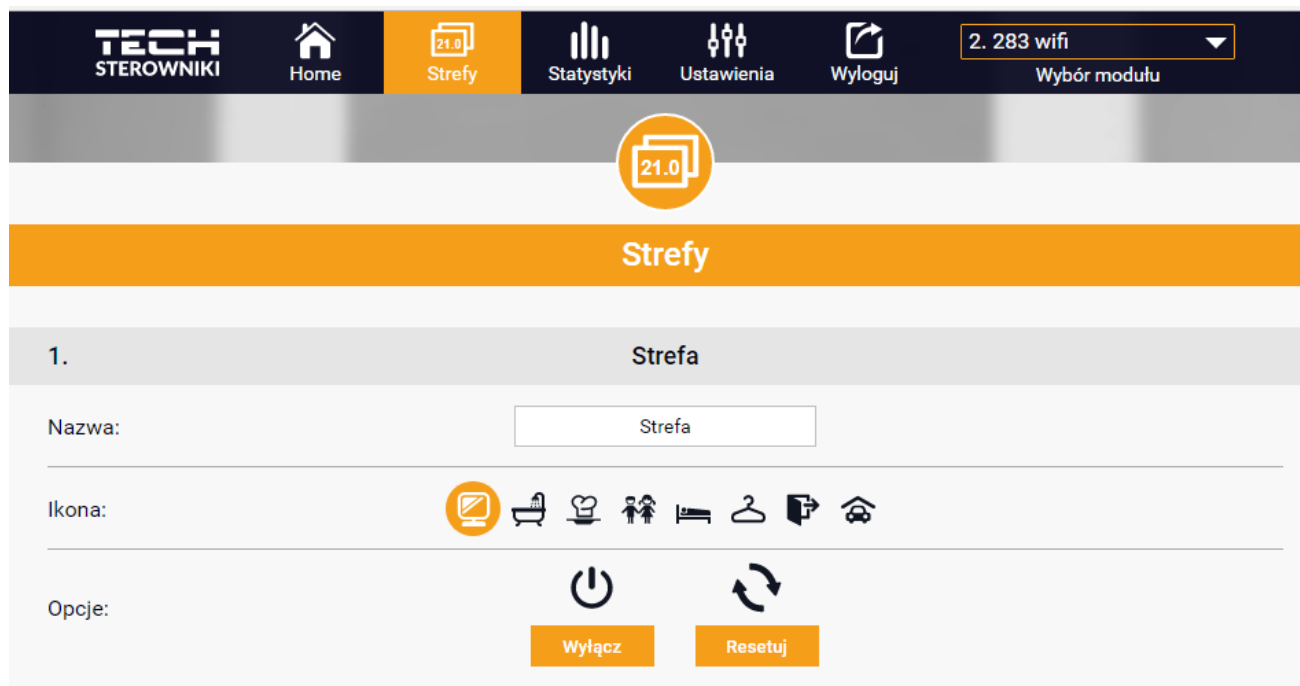 TECH
STEROWNIKI
Home
21.0
Strefy
Statystyki
Ustawienia
Wyloguj
2. 283 wifi
Wybór modułu
21.0
Strefy
1. Strefa
Nazwa: Strefa
Ikona:
Opcje:
Wyłącz Resetuj